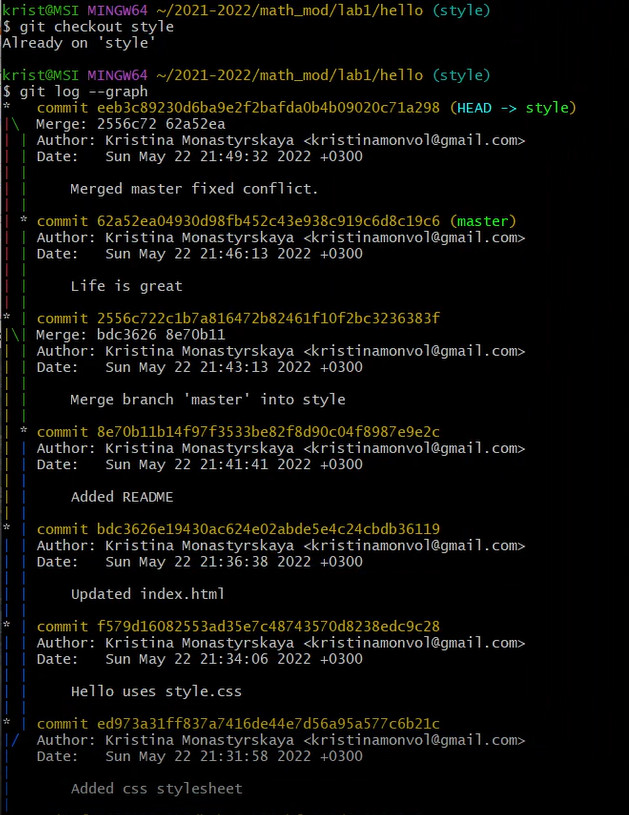 krist@MSI MINGW64 ~/2021-2022/math_mod/lab1/hello (style)
$ git checkout style
Already on 'style'
krist@MSI MINGW64 ~/2021-2022/math_mod/lab1/hello (style)
$ git log --graph
*   commit eeb3c89230d6ba9e2f2bafda0b4b09020c71a298 (HEAD -> style)
|\  Merge: 2556c72 62a52ea
| | Author: Kristina Monastyrskaya <kristinamonvol@gmail.com>
| | Date:   Sun May 22 21:49:32 2022 +0300
| |
| |     Merged master fixed conflict.
| |
| * commit 62a52ea04930d98fb452c43e938c919c6d8c19c6 (master)
| | Author: Kristina Monastyrskaya <kristinamonvol@gmail.com>
| | Date:   Sun May 22 21:46:13 2022 +0300
| |
| |     Life is great
| |
* | commit 2556c722c1b7a816472b82461f10f2bc3236383f
|\| Merge: bdc3626 8e70b11
| | Author: Kristina Monastyrskaya <kristinamonvol@gmail.com>
| | Date:   Sun May 22 21:43:13 2022 +0300
| |
| |     Merge branch 'master' into style
| |
| * commit 8e70b11b14f97f3533be82f8d90c04f8987e9e2c
| | Author: Kristina Monastyrskaya <kristinamonvol@gmail.com>
| | Date:   Sun May 22 21:41:41 2022 +0300
| |
| |     Added README
| |
* | commit bdc3626e19430ac624e02abde5e4c24cbdb36119
| | Author: Kristina Monastyrskaya <kristinamonvol@gmail.com>
| | Date:   Sun May 22 21:36:38 2022 +0300
| |
| |     Updated index.html
| |
* | commit f579d16082553ad35e7c48743570d8238edc9c28
| | Author: Kristina Monastyrskaya <kristinamonvol@gmail.com>
| | Date:   Sun May 22 21:34:06 2022 +0300
| |
| |     Hello uses style.css
| |
* | commit ed973a31ff837a7416de44e7d56a95a577c6b21c
|/  Author: Kristina Monastyrskaya <kristinamonvol@gmail.com>
|   Date:   Sun May 22 21:31:58 2022 +0300
|
|       Added css stylesheet
|